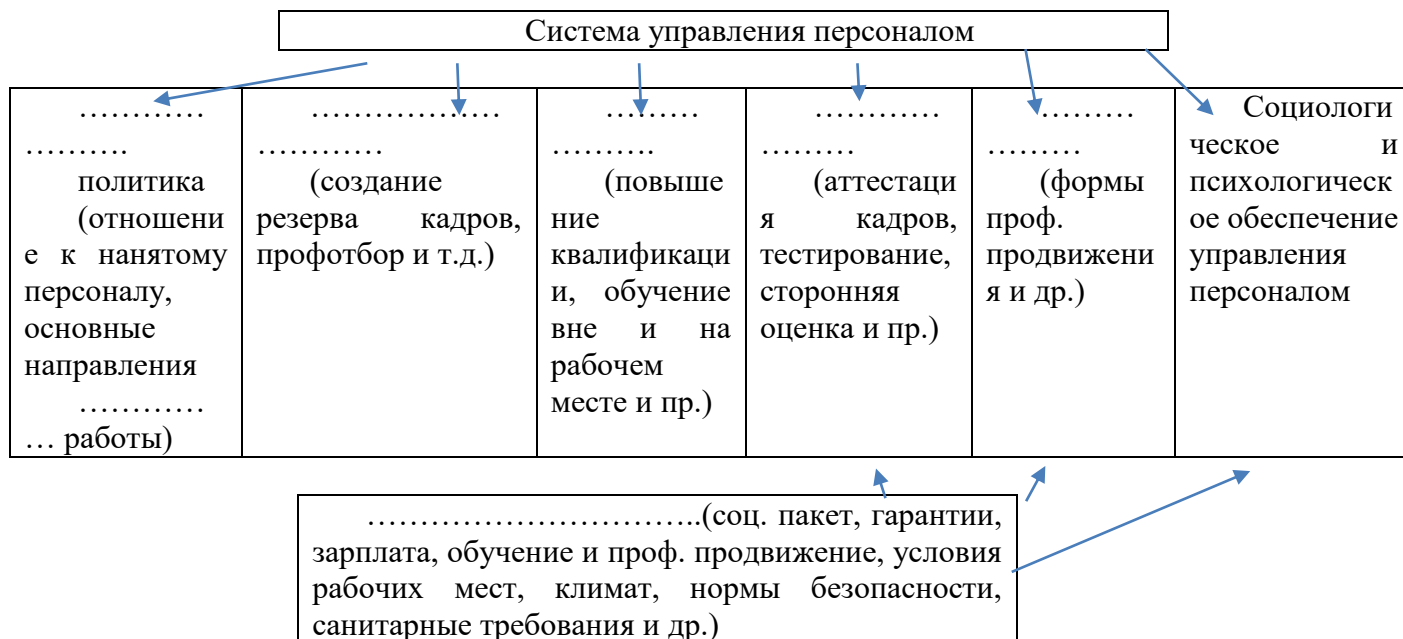 Система управления персоналом
…………
……….
политика
(отношени
е к нанятому
персоналу,
основные
направления
…………
… работы)
………………
…………
(создание
резерва кадров,
профотбор и т.д.)
………
……….
(повыше
ние
квалификаци
и, обучение
вне и на
рабочем
месте и пр.)
…………
………
(аттестаци
я кадров,
тестирование,
сторонняя
оценка и пр.)
………
………
(формы
проф.
продвижени
я и др.)
Социологи
ческое и
психологическ
ое обеспечение
управления
персоналом
…………………………..(соц. пакет, гарантии,
зарплата, обучение и проф. продвижение, условия
рабочих мест, климат, нормы безопасности,
санитарные требования и др.)